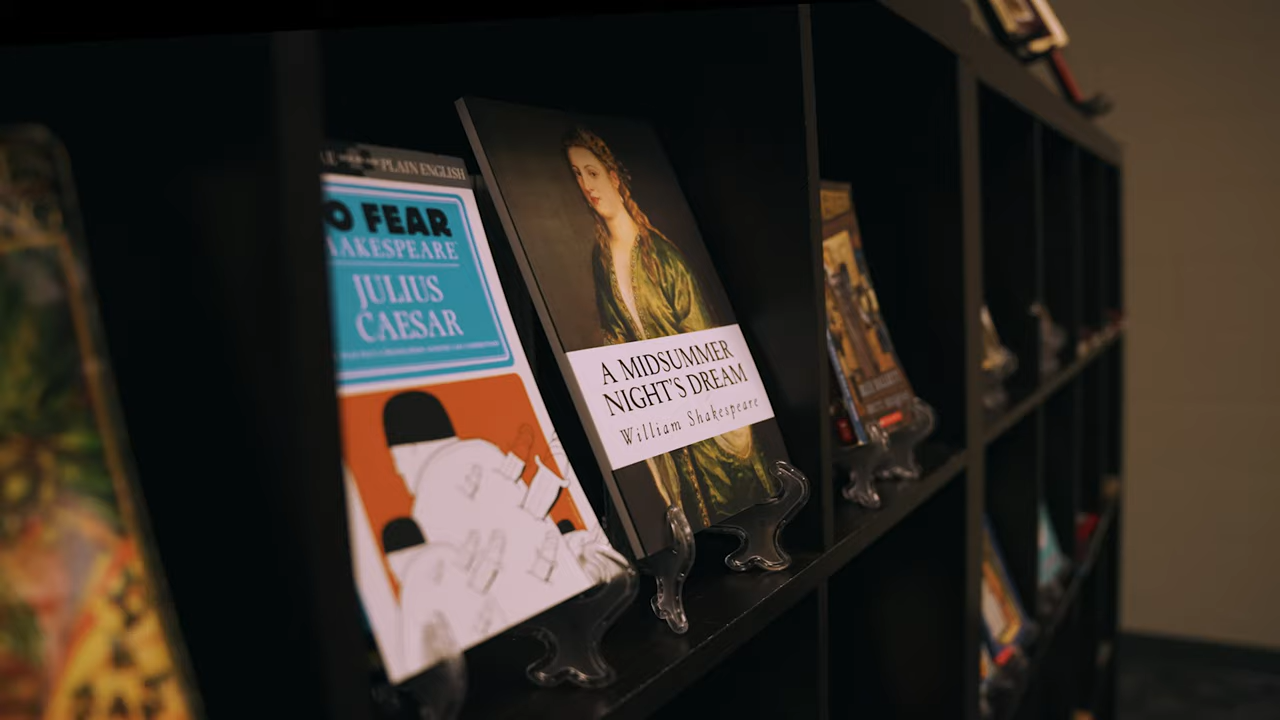 PLAIN ENGLISH
O FEAR
AKESPEARE
JULIUS
CAESAR
A MIDSUMMER
NIGHT'S DREAM
William Shakespeare